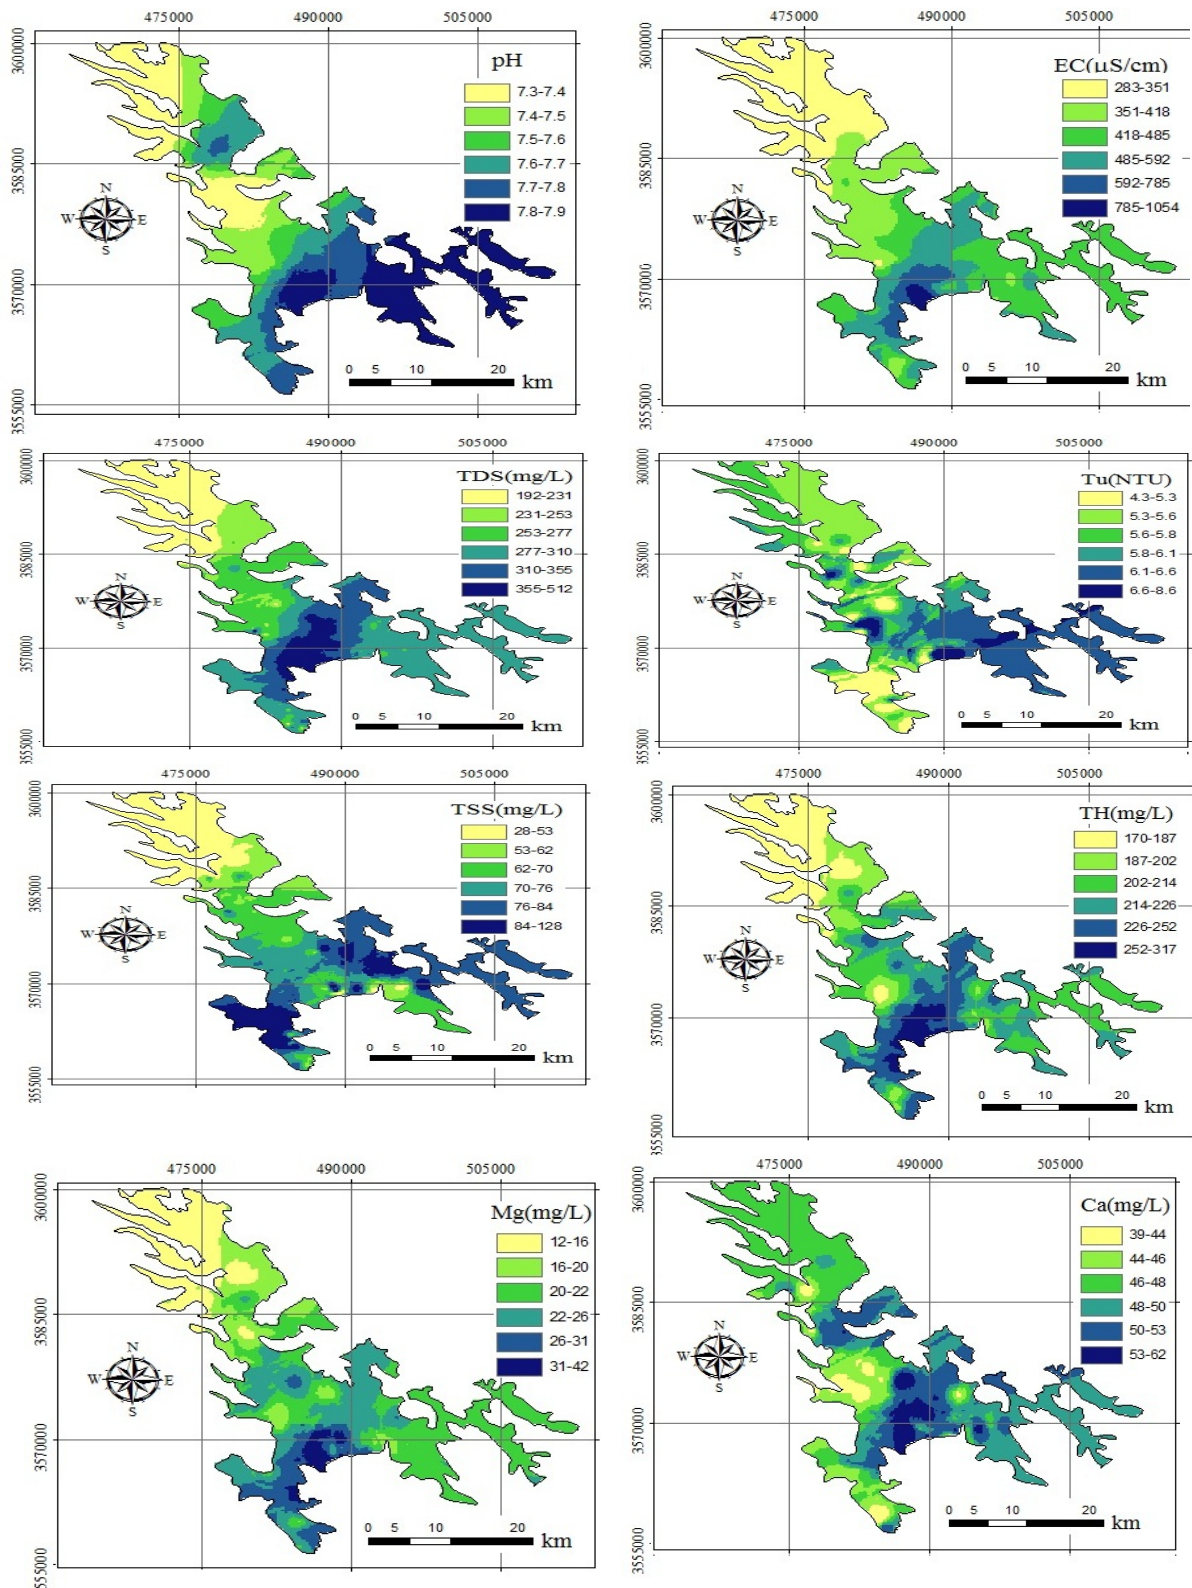 475000 490000 505000
3600000
3585000
3570000
3555000
pH
7.3-7.4
7.4-7.5
7.5-7.6
7.6-7.7
7.7-7.8
7.8-7.9
N
W E
S
0 5 10 20
km
475000 490000 505000
3600000
3585000
3570000
3555000
EC(µS/cm)
283-351
351-418
418-485
485-592
592-785
785-1054
N
W E
S
0 5 10 20
km
475000 490000 505000
3600000
3585000
3570000
3555000
TDS(mg/L)
192-231
231-253
253-277
277-310
310-355
355-512
N
W E
S
0 5 10 20
km
475000 490000 505000
3600000
3585000
3570000
3555000
Tu(NTU)
4.3-5.3
5.3-5.6
5.6-5.8
5.8-6.1
6.1-6.6
6.6-8.6
N
W E
S
0 5 10 20
km
475000 490000 505000
3600000
3585000
3570000
3555000
TSS(mg/L)
28-53
53-62
62-70
70-76
76-84
84-128
N
W E
S
0 5 10 20
km
475000 490000 505000
3600000
3585000
3570000
3555000
TH(mg/L)
170-187
187-202
202-214
214-226
226-252
252-317
N
W E
S
0 5 10 20
km
475000 490000 505000
3600000
3585000
3570000
3555000
Mg(mg/L)
12-16
16-20
20-22
22-26
26-31
31-42
N
W E
S
0 5 10 20
km
475000 490000 505000
3600000
3585000
3570000
3555000
Ca(mg/L)
39-44
44-46
46-48
48-50
50-53
53-62
N
W E
S
0 5 10 20
km